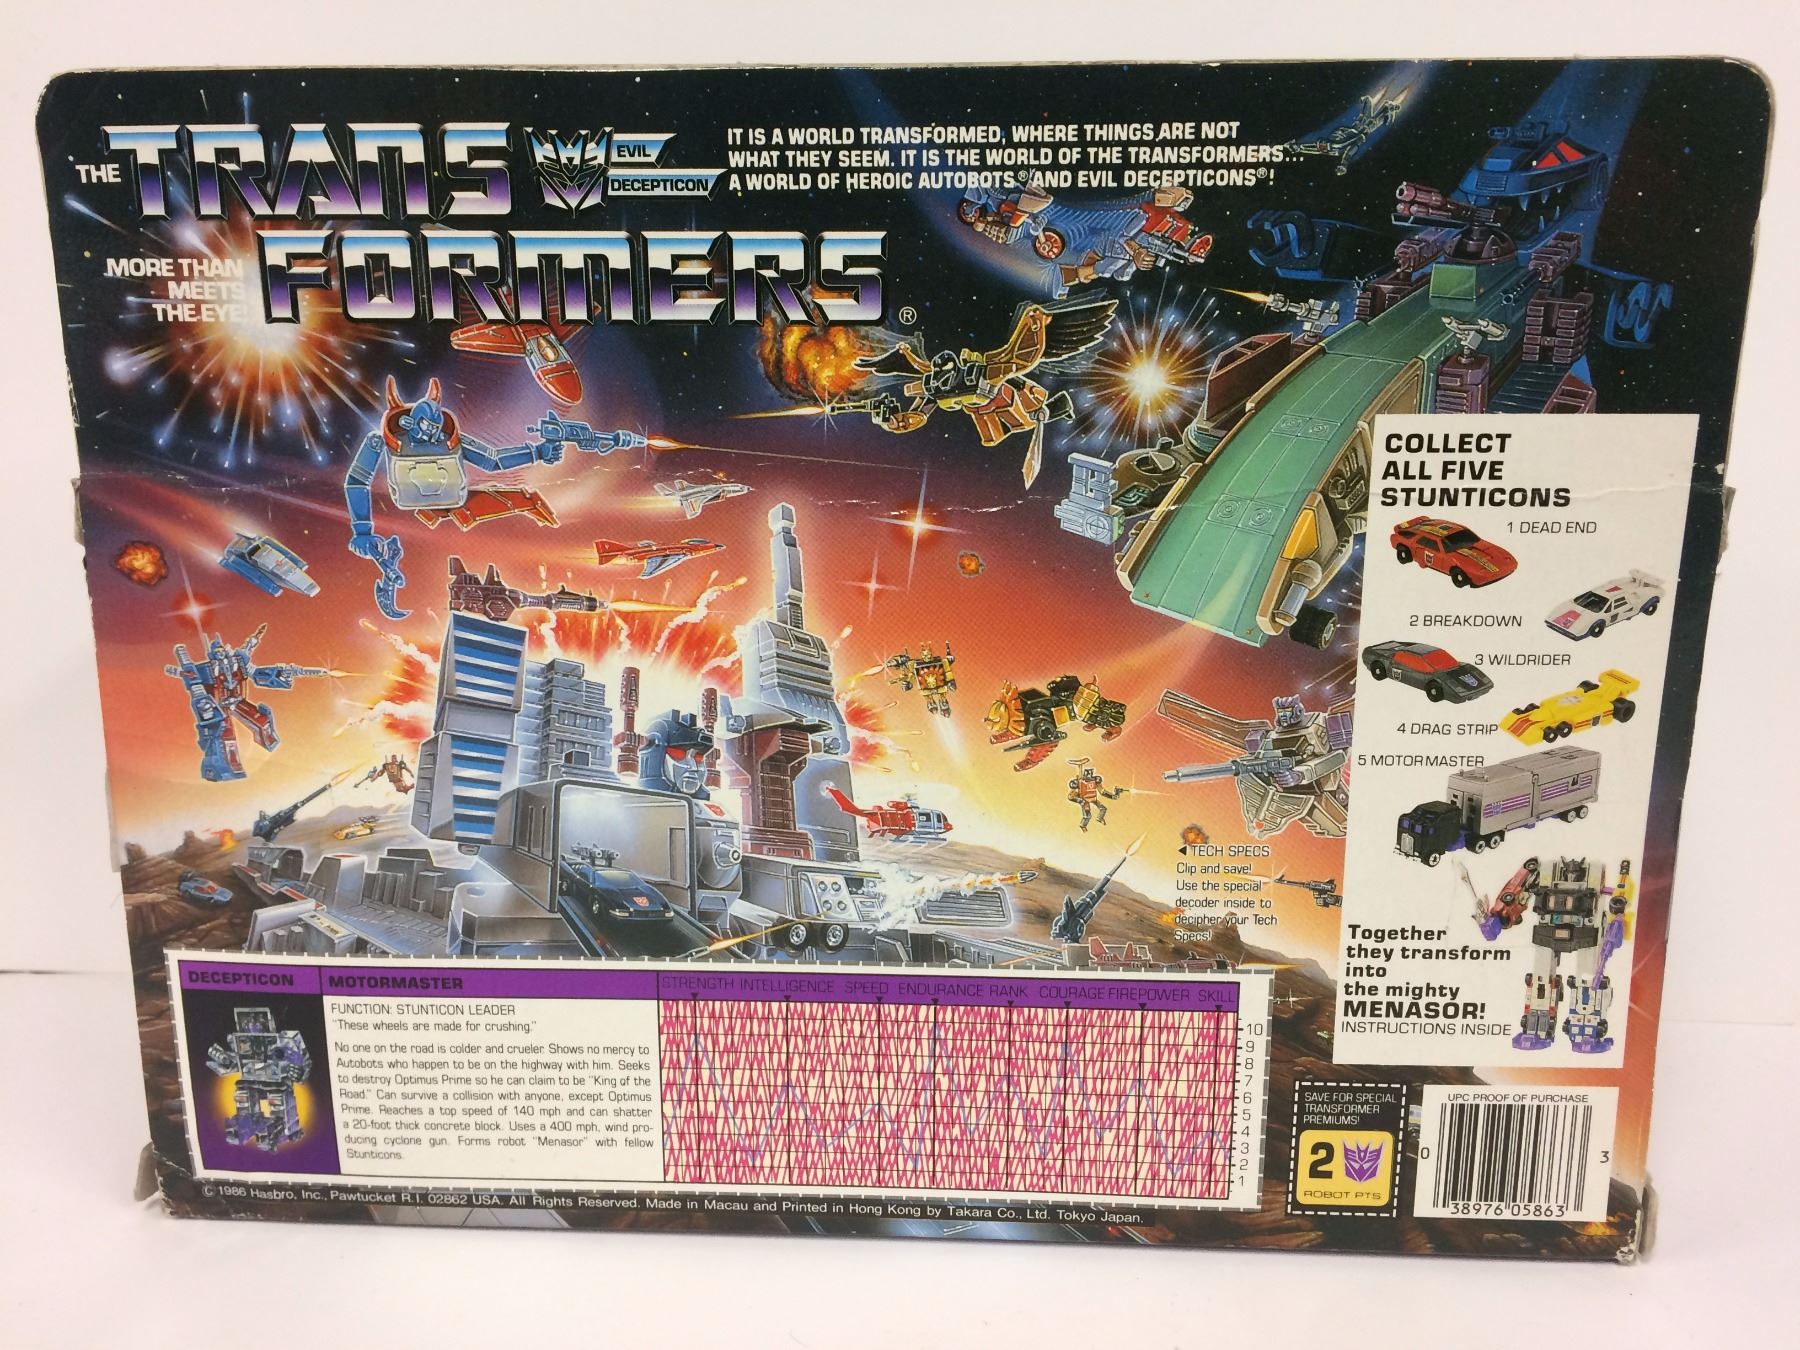 THE TRANSFORMERS®
MORE THAN
MEETS
THE EYE!
EVIL
DECEPTICON
IT IS A WORLD TRANSFORMED, WHERE THINGS ARE NOT
WHAT THEY SEEM. IT IS THE WORLD OF THE TRANSFORMERS...
A WORLD OF HEROIC AUTOBOTS® AND EVIL DECEPTICONS®!
COLLECT
ALL FIVE
STUNTICONS
1 DEAD END
2 BREAKDOWN
3 WILDRIDER
4 DRAG STRIP
5 MOTORMASTER
Together
they transform
into
the mighty
MENASOR!
INSTRUCTIONS INSIDE
◄ TECH SPECS
Clip and save!
Use the special
decoder inside to
decipher your Tech
Specs!
DECEPTICON
MOTORMASTER
FUNCTION: STUNTICON LEADER
"These wheels are made for crushing."
No one on the road is colder and crueler. Shows no mercy to
Autobots who happen to be on the highway with him. Seeks
to destroy Optimus Prime so he can claim to be "King of the
Road." Can survive a collision with anyone, except Optimus
Prime. Reaches a top speed of 140 mph and can shatter
a 20-foot thick concrete block. Uses a 400 mph, wind pro-
ducing cyclone gun. Forms robot "Menasor" with fellow
Stunticons.
STRENGTH INTELLIGENCE SPEED ENDURANCE RANK COURAGE FIREPOWER SKILL
10
9
8
7
6
5
4
3
2
1
SAVE FOR SPECIAL
TRANSFORMER
PREMIUMS!
2
ROBOT PTS
UPC PROOF OF PURCHASE
0 38976 05863 3
© 1986 Hasbro, Inc., Pawtucket R.I. 02862 USA. All Rights Reserved. Made in Macau and Printed in Hong Kong by Takara Co., Ltd. Tokyo Japan.